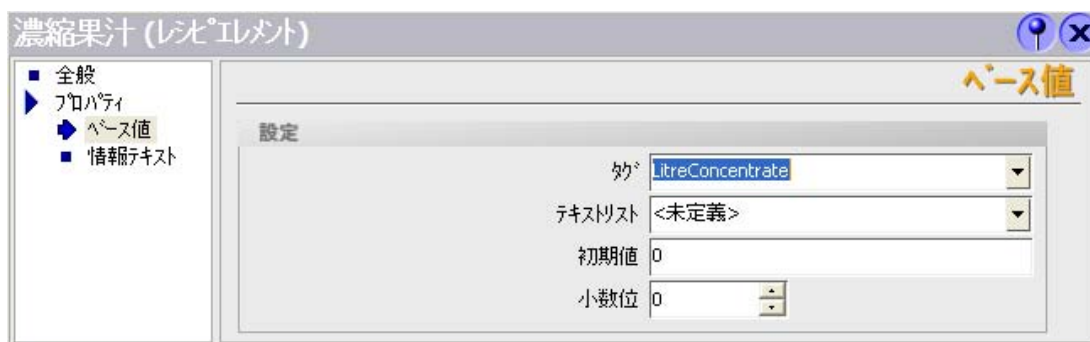 濃縮果汁 (ﾚｼﾋﾟｴﾚﾒﾝﾄ)
全般
ﾌﾟﾛﾊﾟﾃｨ
ﾍﾞｰｽ値
情報ﾃｷｽﾄ
ﾍﾞｰｽ値
設定
ﾀｸﾞ LitreConcentrate
ﾃｷｽﾄﾘｽﾄ <未定義>
初期値 0
小数位 0